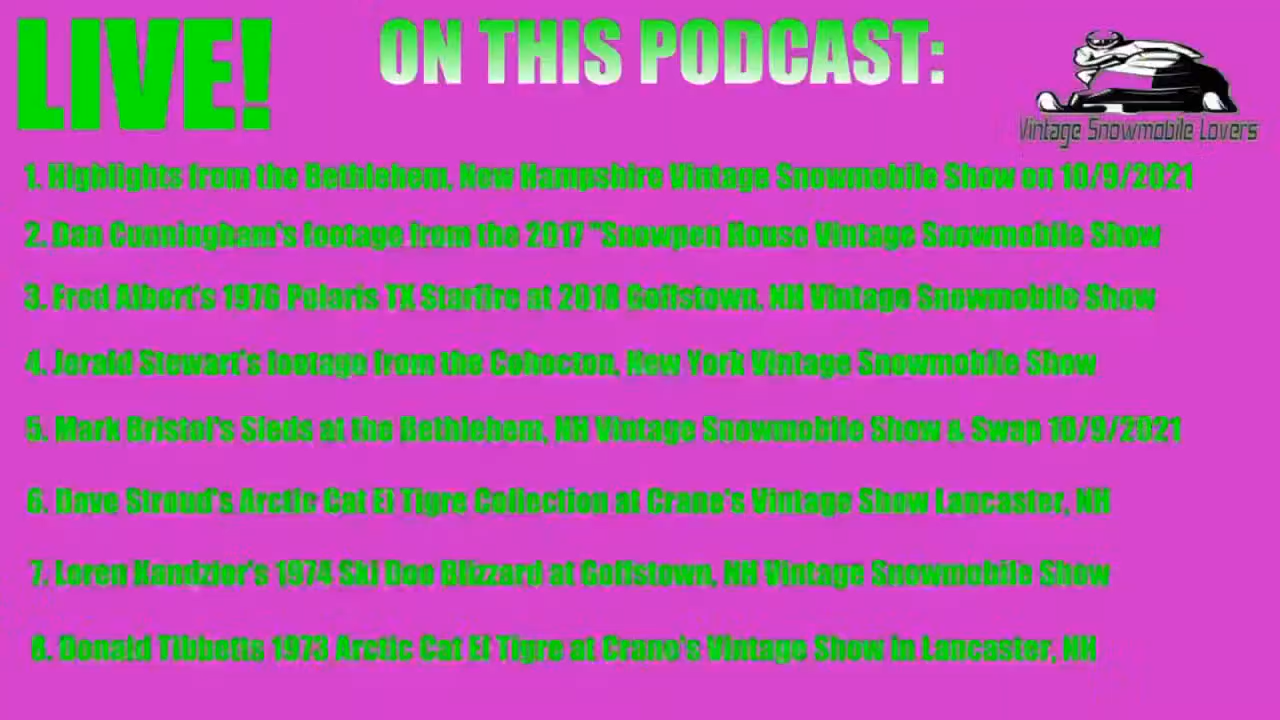 LIVE!
ON THIS PODCAST:
Vintage Snowmobile Lovers
1. Highlights from the Bethlehem, New Hampshire Vintage Snowmobile Show on 10/9/2021
2. Dan Cunningham's footage from the 2017 "Snowpen House Vintage Snowmobile Show
3. Fred Albert's 1976 Polaris TX Starfire at 2018 Goffstown, NH Vintage Snowmobile Show
4. Jerald Stewart's footage from the Cohocton, New York Vintage Snowmobile Show
5. Mark Bristol's Sleds at the Bethlehem, NH Vintage Snowmobile Show & Swap 10/9/2021
6. Dave Stroud's Arctic Cat El Tigre Collection at Crane's Vintage Show Lancaster, NH
7. Loren Kandzior's 1974 Ski Doo Blizzard at Goffstown, NH Vintage Snowmobile Show
8. Donald Tibbetts 1973 Arctic Cat El Tigre at Crane's Vintage Show in Lancaster, NH